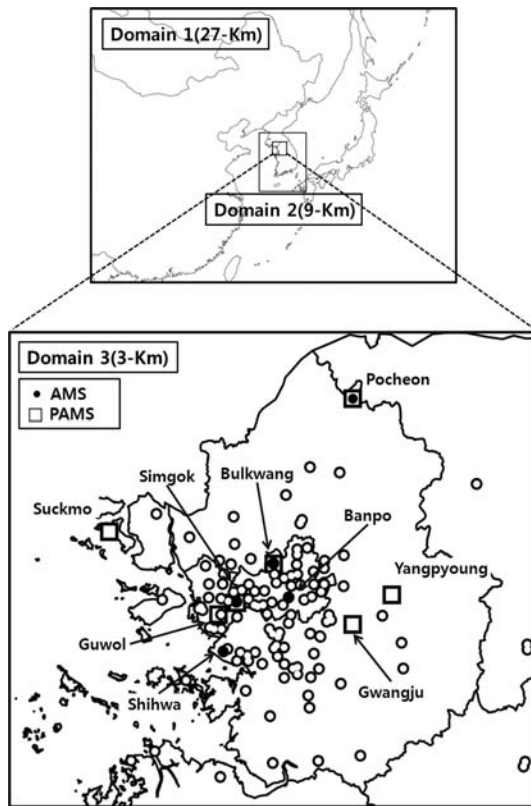 Domain 1(27-Km)
Domain 2(9-Km)
Domain 3(3-Km)
AMS
PAMS
Pocheon
Simgok
Bulkwang
Suckmo
Banpo
Yangpyoung
Guwol
Gwangju
Shihwa